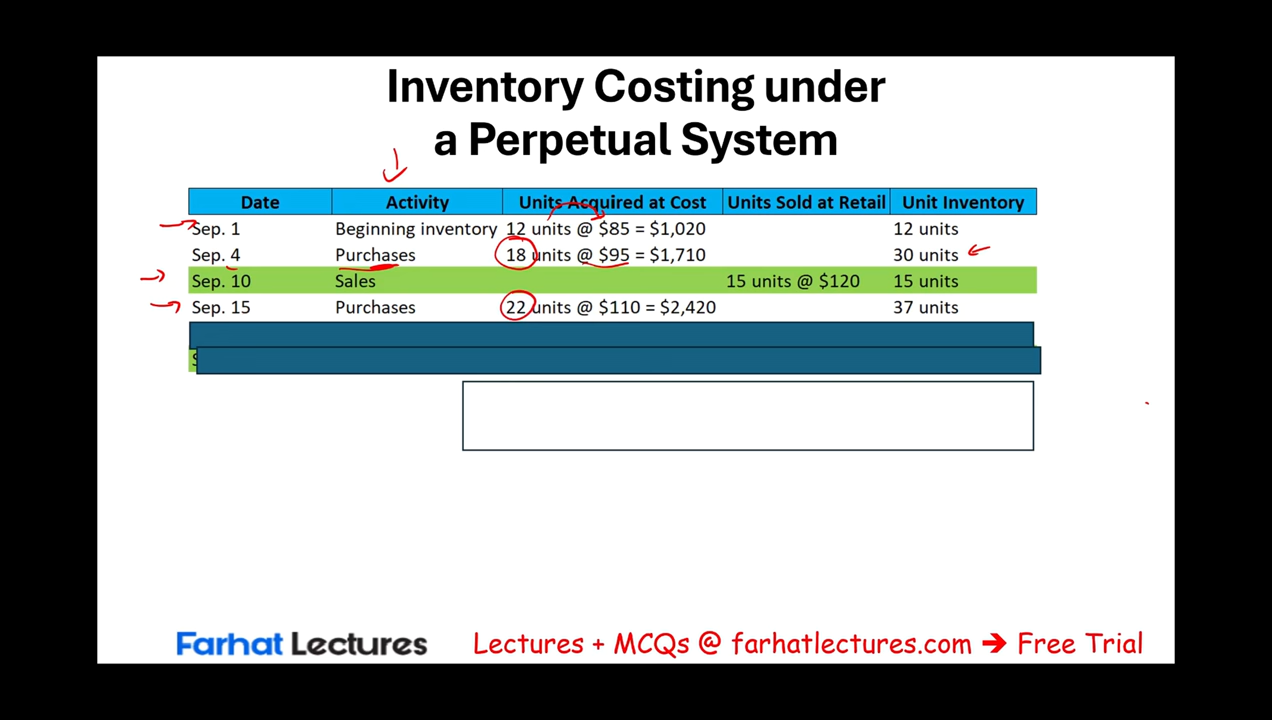 Inventory Costing under
a Perpetual System
Date Activity Units Acquired at Cost Units Sold at Retail Unit Inventory
Sep. 1 Beginning inventory 12 units @ $85 = $1,020 12 units
Sep. 4 Purchases 18 units @ $95 = $1,710 30 units
Sep. 10 Sales 15 units @ $120 15 units
Sep. 15 Purchases 22 units @ $110 = $2,420 37 units
Farhat Lectures Lectures + MCQs @ farhatlectures.com ➔ Free Trial